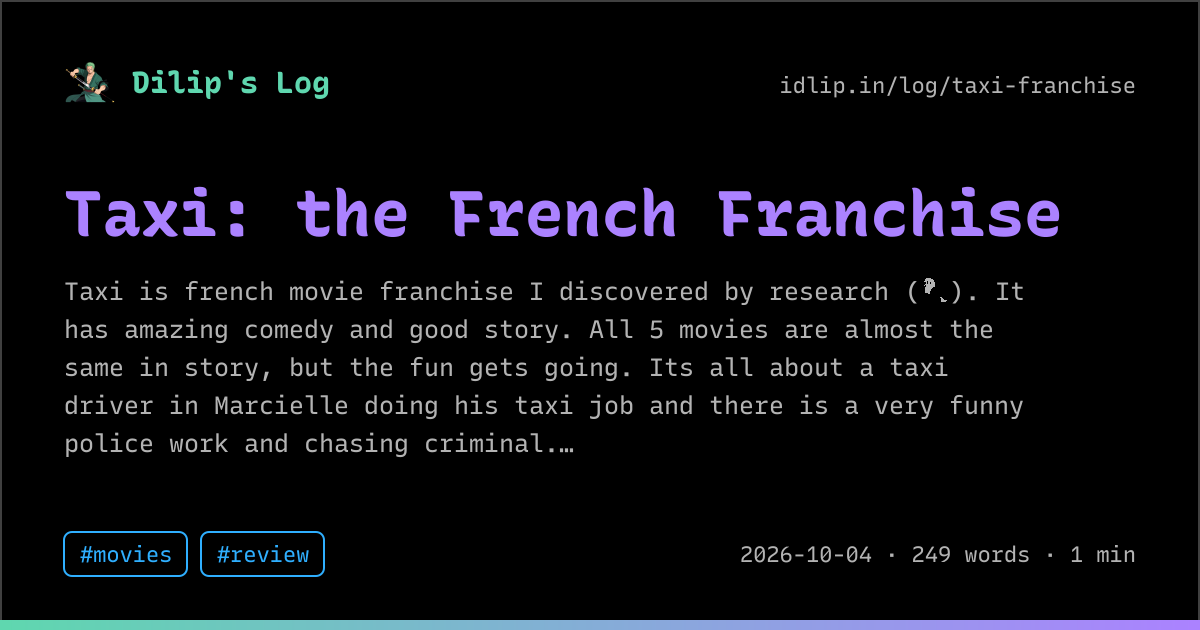 Dilip's Log
idlip.in/log/taxi-franchise
Taxi: the French Franchise
Taxi is french movie franchise I discovered by research (). It
has amazing comedy and good story. All 5 movies are almost the
same in story, but the fun gets going. Its all about a taxi
driver in Marcielle doing his taxi job and there is a very funny
police work and chasing criminal.…
#movies
#review
2026-10-04 · 249 words · 1 min